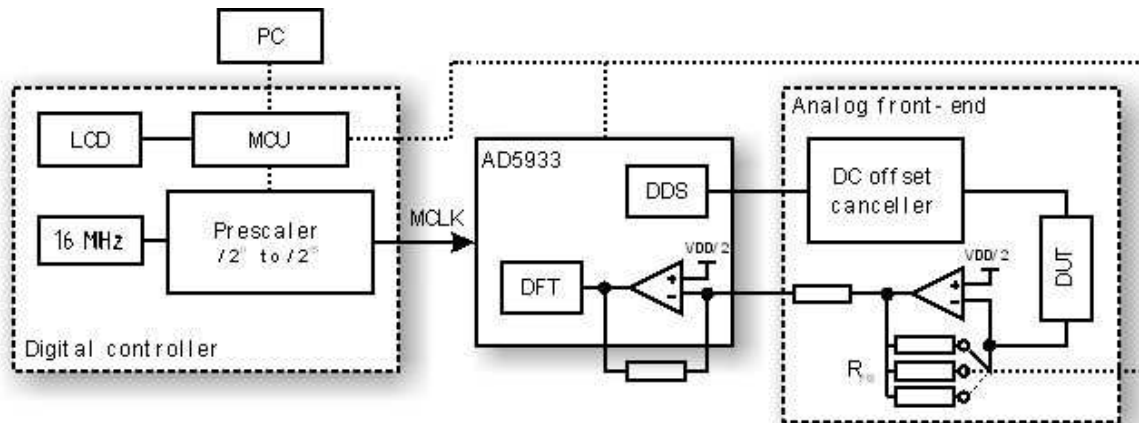 PC
Analog front-end
LCD
MCU
AD5933
DDS
DC offset
canceller
16 MHz
Prescaler
MCLK
VDD/2
VDD/2
DFT
DUT
Digital controller